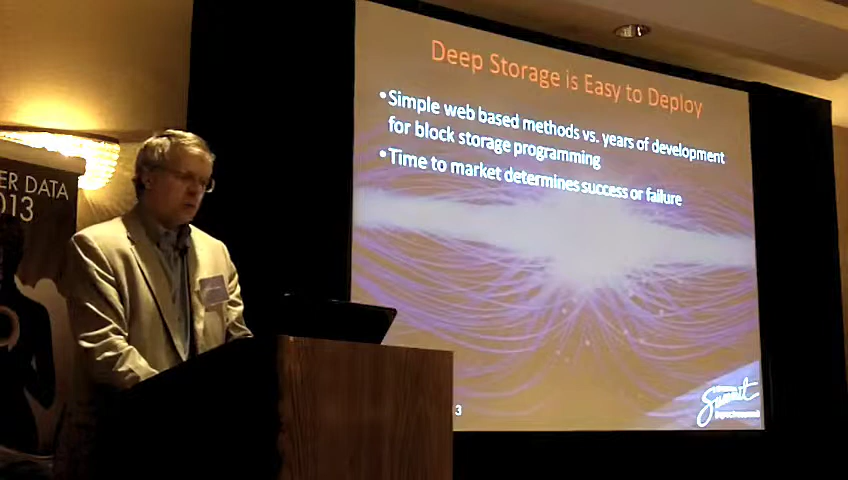 Deep Storage is Easy to Deploy
•Simple web based methods vs. years of development
for block storage programming
•Time to market determines success or failure
ER DATA
013
Summit
3